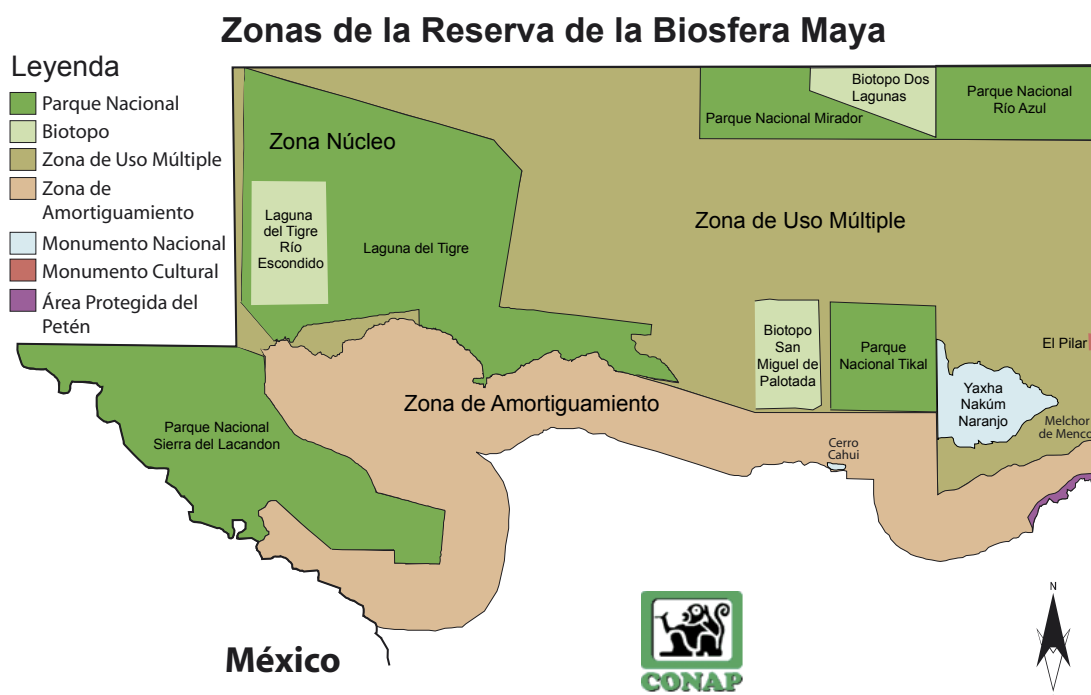 Zonas de la Reserva de la Biosfera Maya
Leyenda
Parque Nacional
Biotopo
Zona de Uso Múltiple
Zona de
Amortiguamiento
Monumento Nacional
Monumento Cultural
Área Protegida del
Petén
Zona Núcleo
Laguna
del Tigre
Río
Escondido
Laguna del Tigre
Parque Nacional Mirador
Biotopo Dos
Lagunas
Parque Nacional
Río Azul
Zona de Uso Múltiple
Biotopo
San
Miguel de
Palotada
Parque
Nacional Tikal
El Pilar
Yaxha
Nakúm
Naranjo
Melchor
de Menco
Zona de Amortiguamiento
Parque Nacional
Sierra del Lacandon
Cerro
Cahui
México
CONAP
N